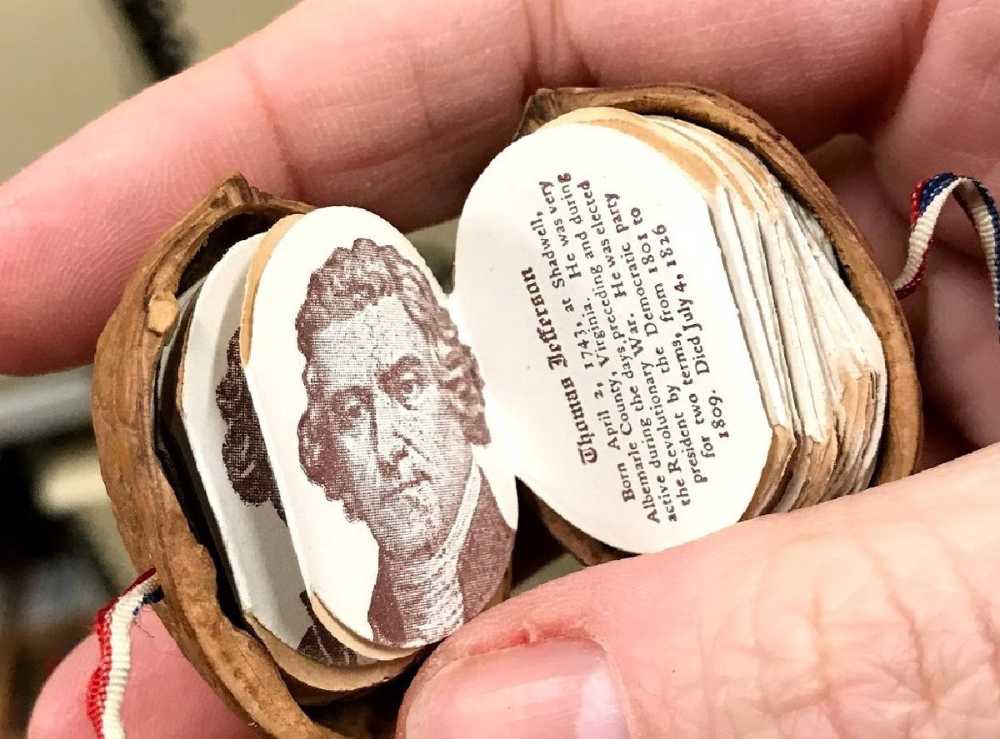 Thomas Jefferson
Born April 2, 1743, at Shadwell,
Albemarle County, Virginia. He was very
active during the days preceding and during
the Revolutionary War. He was elected
president by the Democratic party
for two terms, from 1801 to
1809. Died July 4, 1826